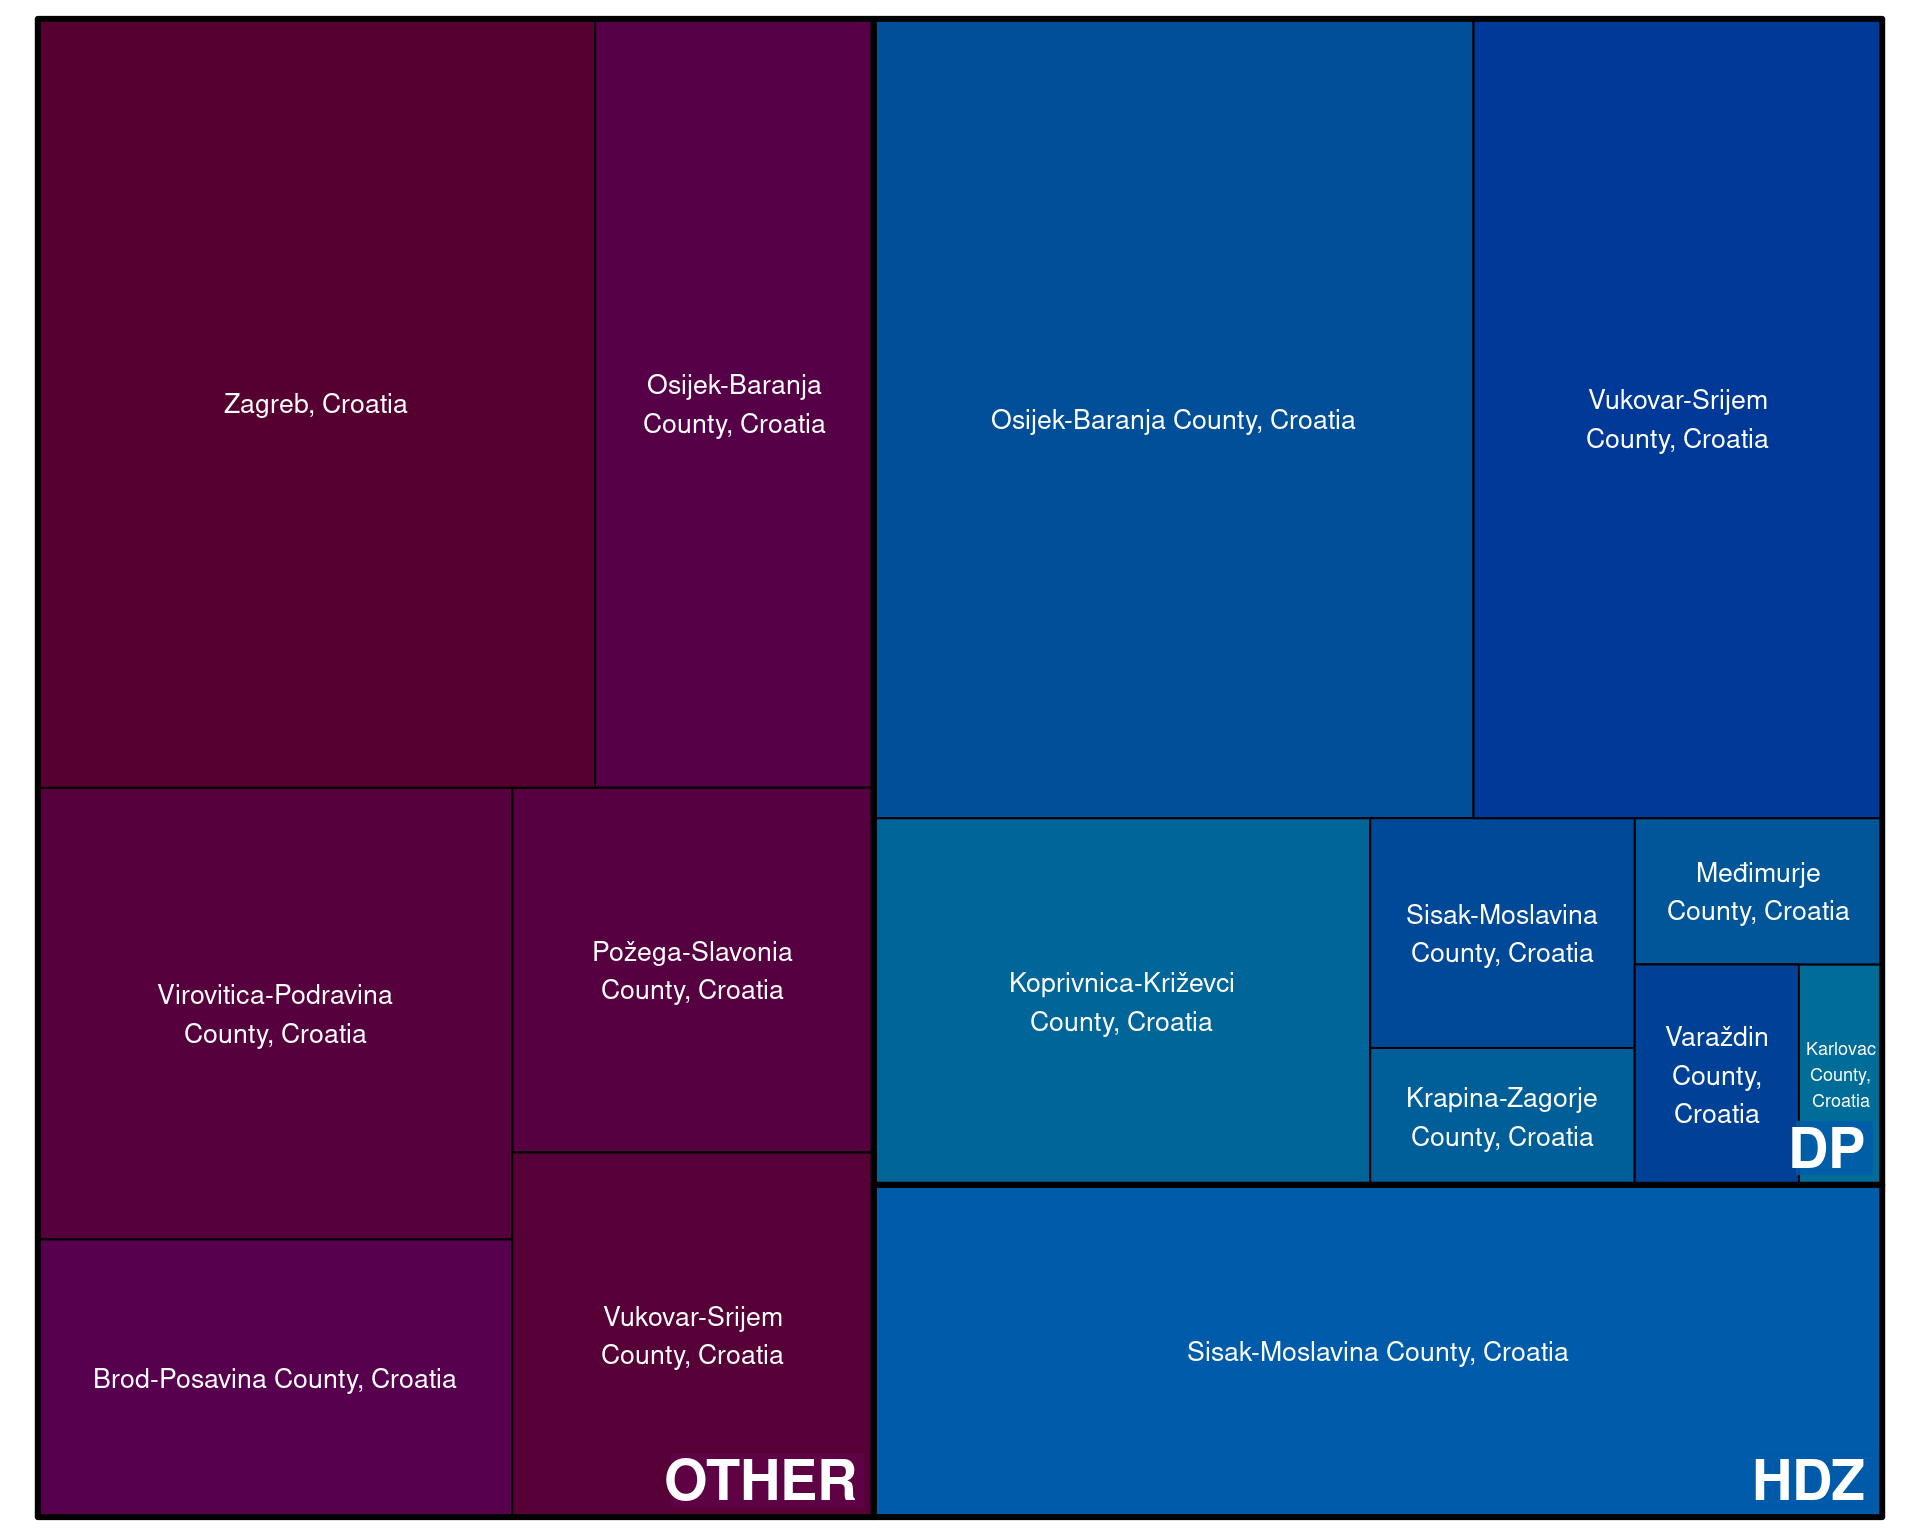 Zagreb, Croatia
Osijek-Baranja
County, Croatia
Virovitica-Podravina
County, Croatia
Požega-Slavonia
County, Croatia
Brod-Posavina County, Croatia
Vukovar-Srijem
County, Croatia
OTHER
Osijek-Baranja County, Croatia
Vukovar-Srijem
County, Croatia
Koprivnica-Križevci
County, Croatia
Sisak-Moslavina
County, Croatia
Krapina-Zagorje
County, Croatia
Međimurje
County, Croatia
Varaždin
County,
Croatia
Karlovac
County,
Croatia
DP
Sisak-Moslavina County, Croatia
HDZ